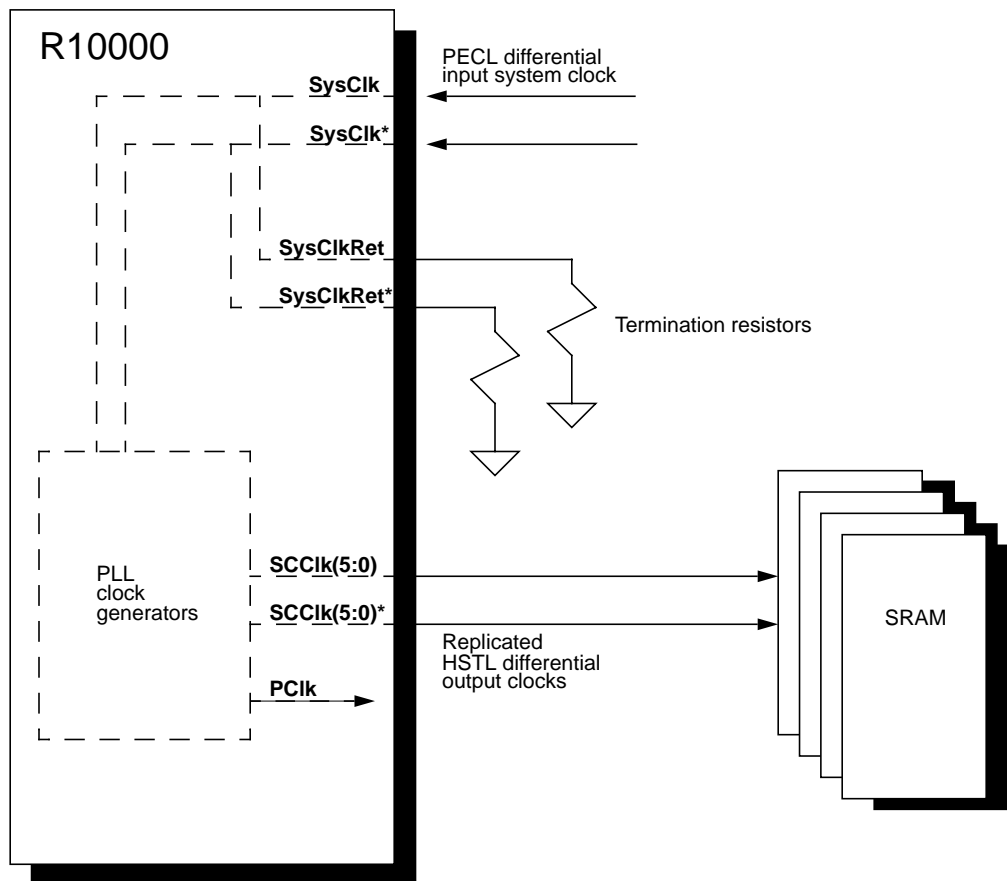 R10000
PECL differential
input system clock
SysClk
SysClk*
SysClkRet
SysClkRet*
Termination resistors
PLL
clock
generators
SCClk(5:0)
SCClk(5:0)*
SRAM
Replicated
HSTL differential
output clocks
PClk